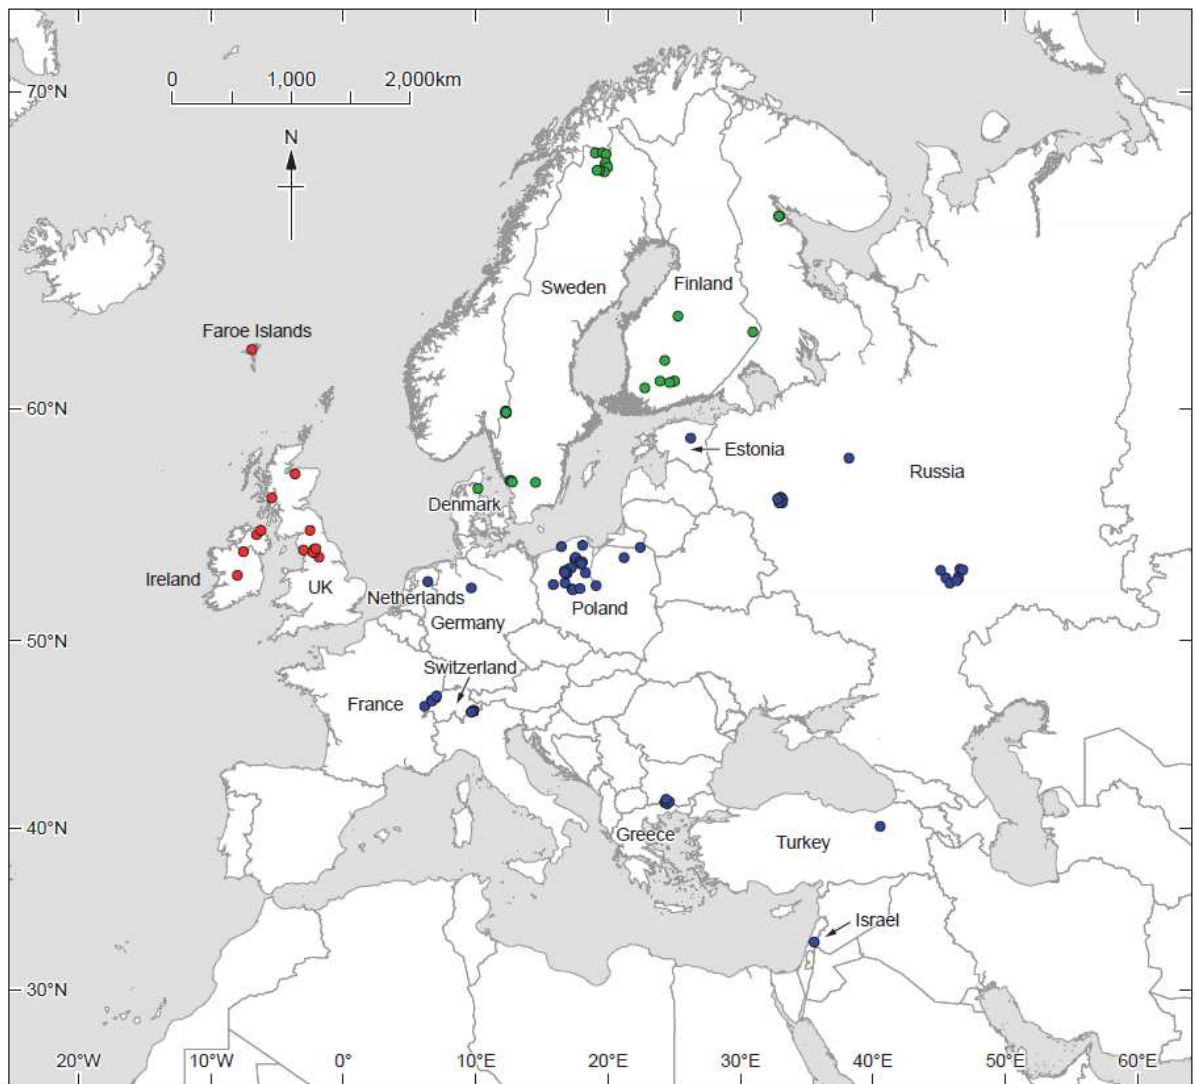 0 1,000 2,000km
70°N
N
Sweden
Finland
Faroe Islands
60°N
Estonia
Russia
Denmark
Ireland
UK
Netherlands
Poland
Germany
50°N
Switzerland
France
40°N
Greece
Turkey
Israel
30°N
20°W 10°W 0° 10°E 20°E 30°E 40°E 50°E 60°E